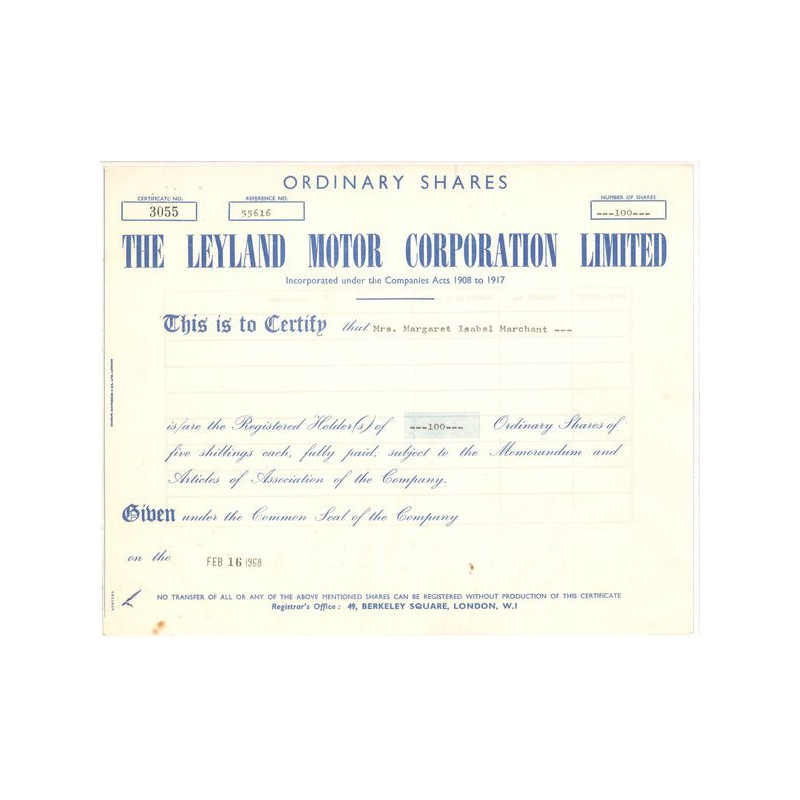 ORDINARY SHARES
CERTIFICATE NO. REFERENCE NO. NUMBER OF SHARES
3055 55616 ---100---
THE LEYLAND MOTOR CORPORATION LIMITED
Incorporated under the Companies Acts 1908 to 1917
This is to Certify that Mrs. Margaret Isabel Marchant ---
is/are the Registered Holder(s) of ---100--- Ordinary Shares of
five shillings each, fully paid, subject to the Memorandum and
Articles of Association of the Company.
Given under the Common Seal of the Company
on the FEB 16 1968
NO TRANSFER OF ALL OR ANY OF THE ABOVE MENTIONED SHARES CAN BE REGISTERED WITHOUT PRODUCTION OF THIS CERTIFICATE
Registrar's Office: 49, BERKELEY SQUARE, LONDON, W.1